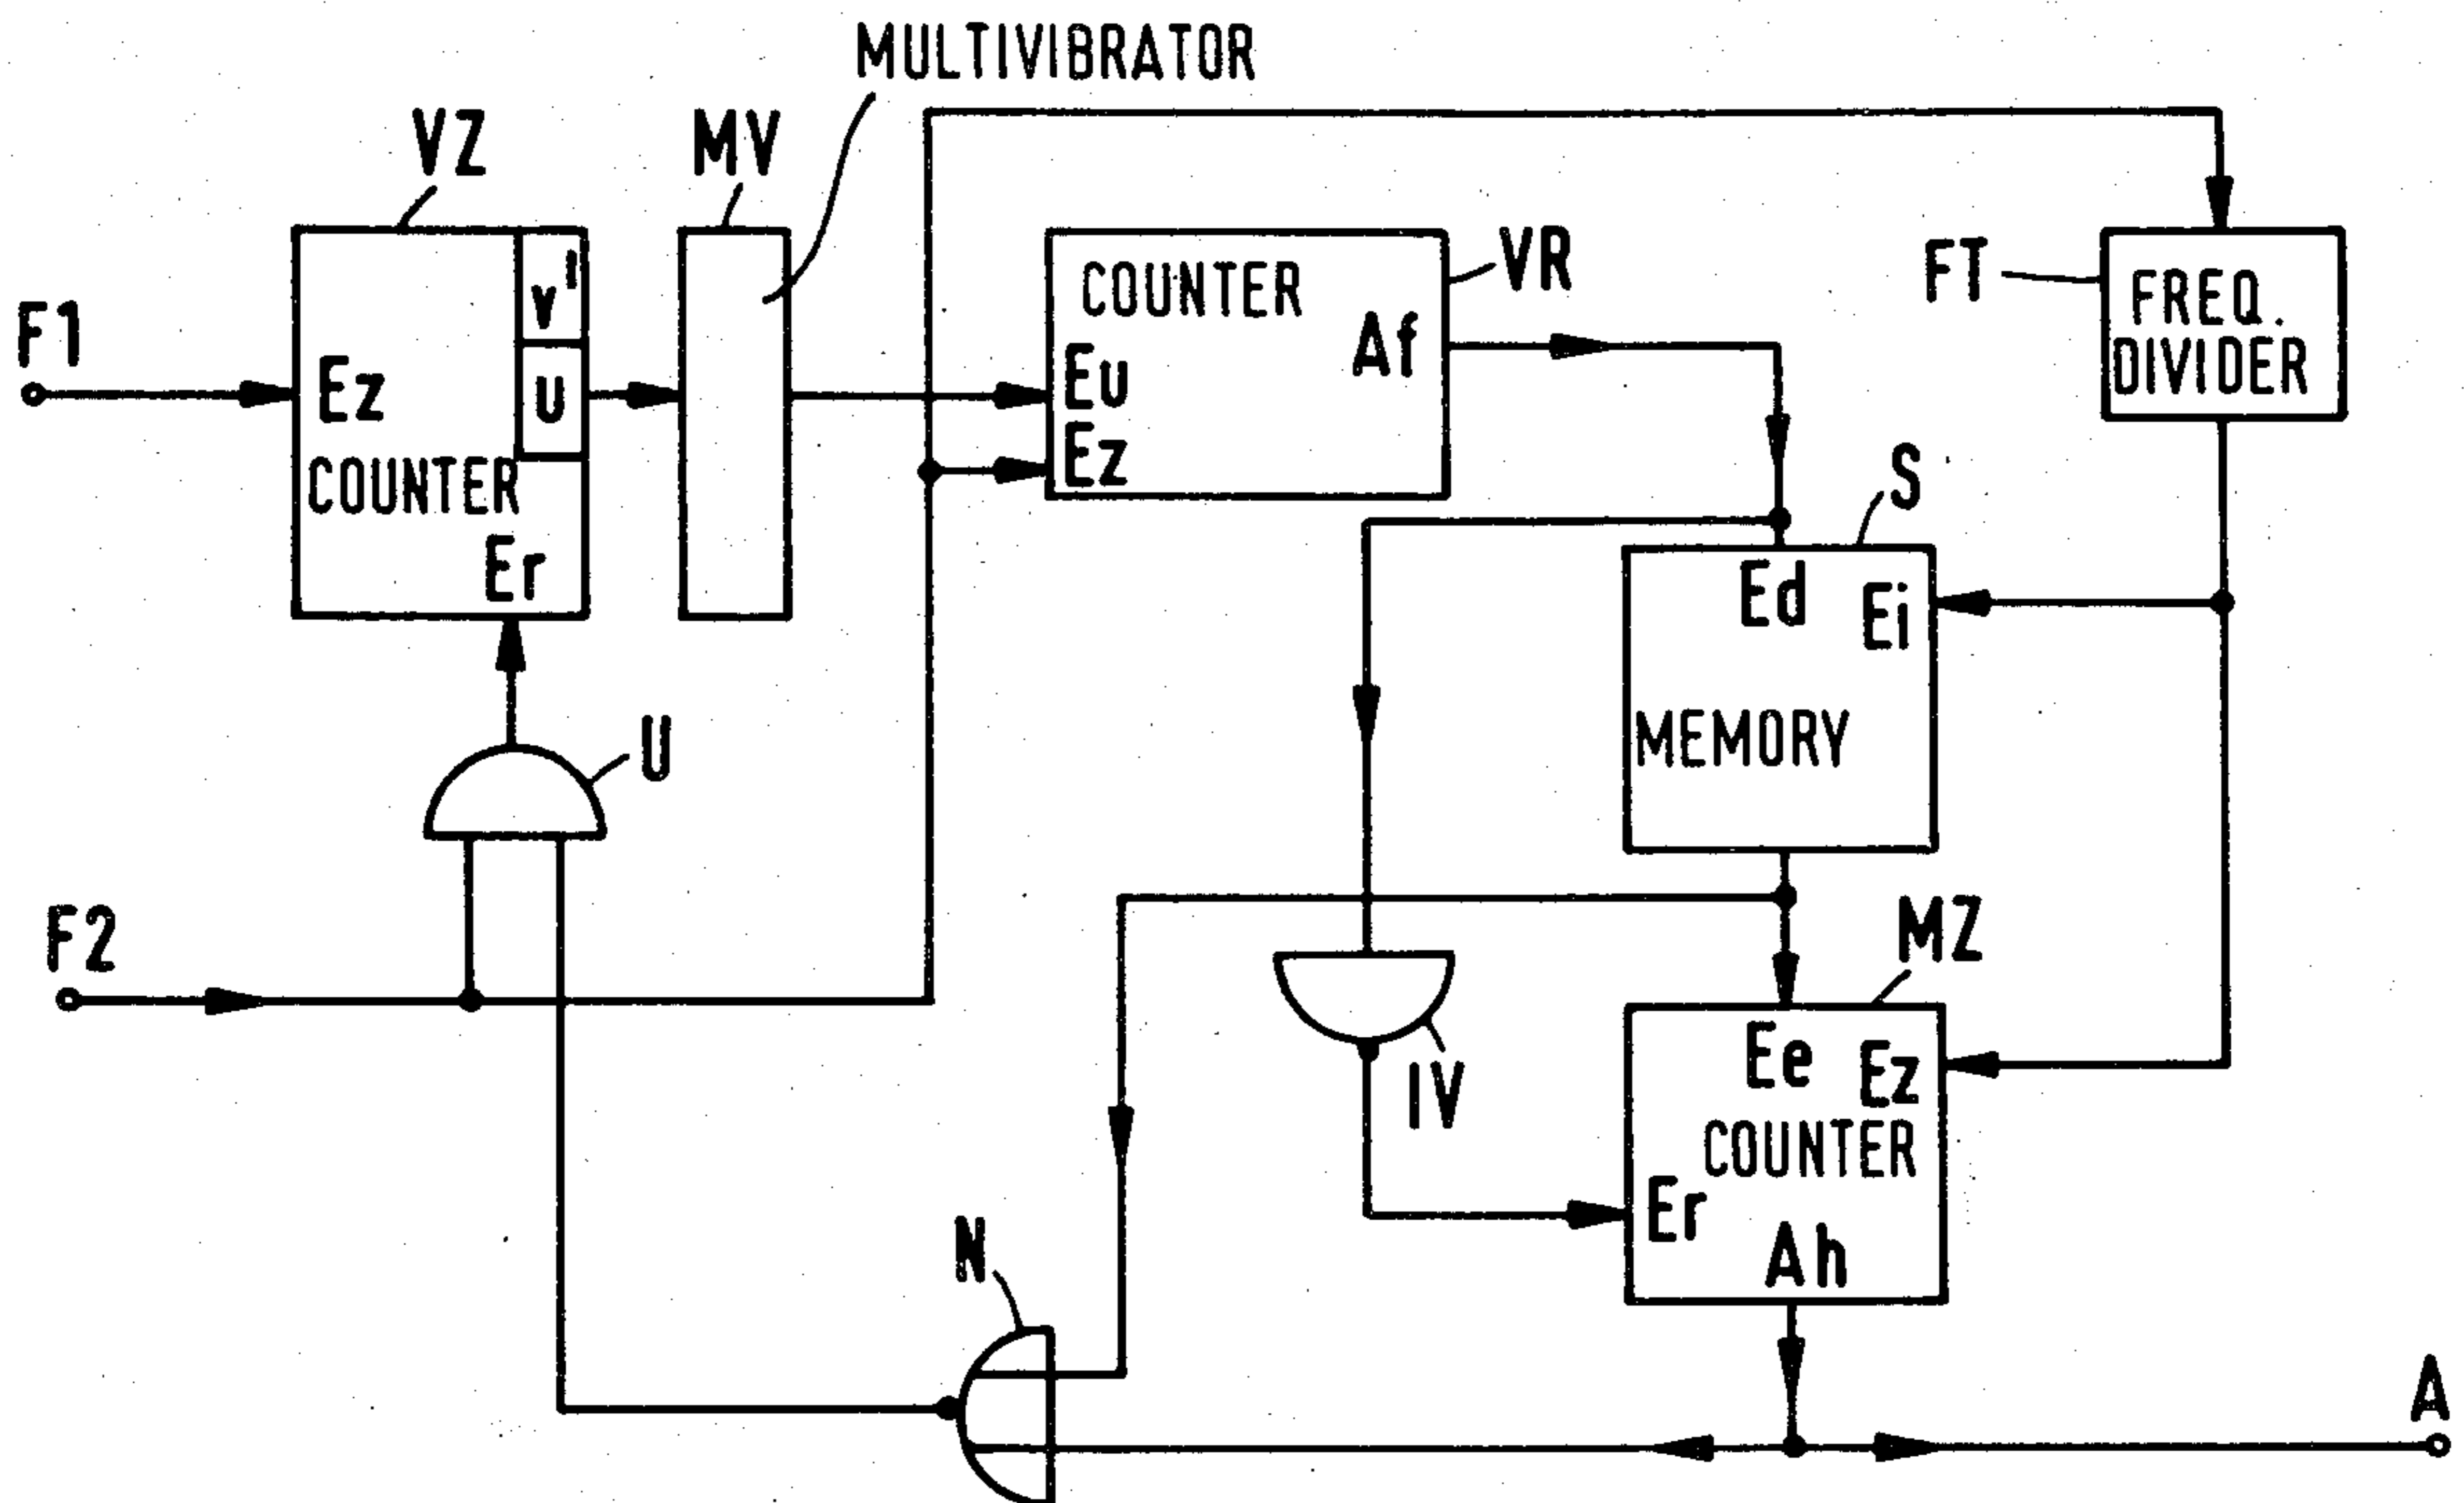 MULTIVIBRATOR
VZ
MV
F1
Ez
v'
U
COUNTER
Er
COUNTER
VR
Af
Eu
Ez
FT
FREQ.
DIVIDER
S
Ed
Ei
MEMORY
U
F2
IV
MZ
Ee
Ez
COUNTER
Er
Ah
N
A